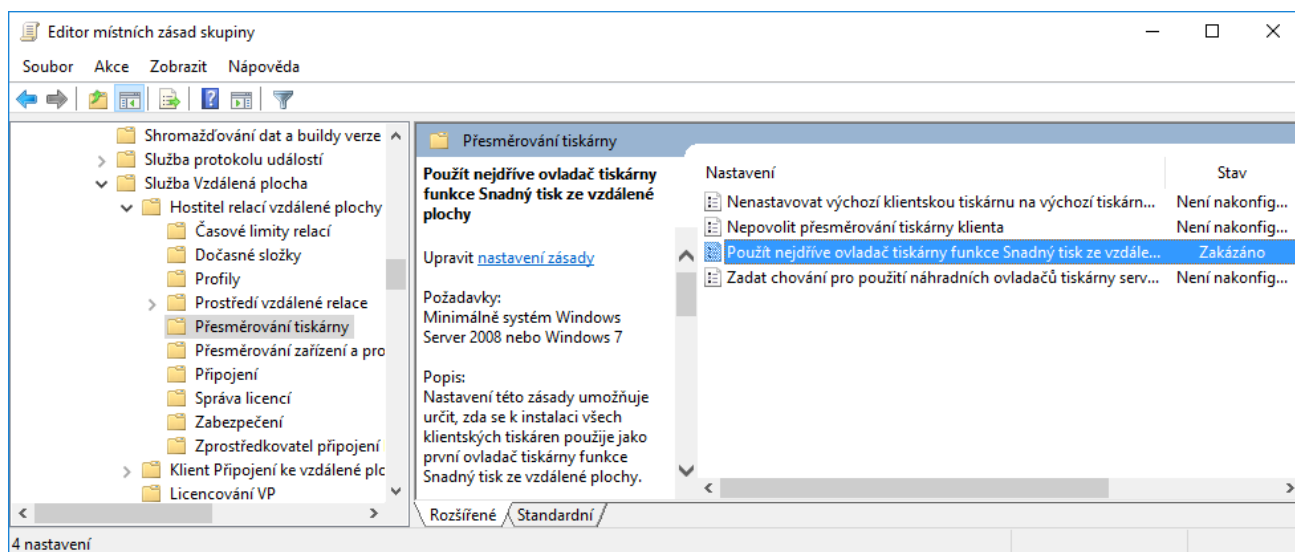 Editor místních zásad skupiny
Soubor Akce Zobrazit Nápověda
Shromažďování dat a buildy verze
Služba protokolu událostí
Služba Vzdálená plocha
Hostitel relací vzdálené plochy
Časové limity relací
Dočasné složky
Profily
Prostředí vzdálené relace
Přesměrování tiskárny
Přesměrování zařízení a pro
Připojení
Správa licencí
Zabezpečení
Zprostředkovatel připojení
Klient Připojení ke vzdálené plc
Licencování VP
Přesměrování tiskárny
Použít nejdříve ovladač tiskárny
funkce Snadný tisk ze vzdálené
plochy
Upravit nastavení zásady
Požadavky:
Minimálně systém Windows
Server 2008 nebo Windows 7
Popis:
Nastavení této zásady umožňuje
určit, zda se k instalaci všech
klientských tiskáren použije jako
první ovladač tiskárny funkce
Snadný tisk ze vzdálené plochy.
Nastavení Stav
Nenastavovat výchozí klientskou tiskárnu na výchozí tiskárn... Není nakonfig...
Nepovolit přesměrování tiskárny klienta Není nakonfig...
Použít nejdříve ovladač tiskárny funkce Snadný tisk ze vzdále... Zakázáno
Zadat chování pro použití náhradních ovladačů tiskárny serv... Není nakonfig...
Rozšířené Standardní
4 nastavení